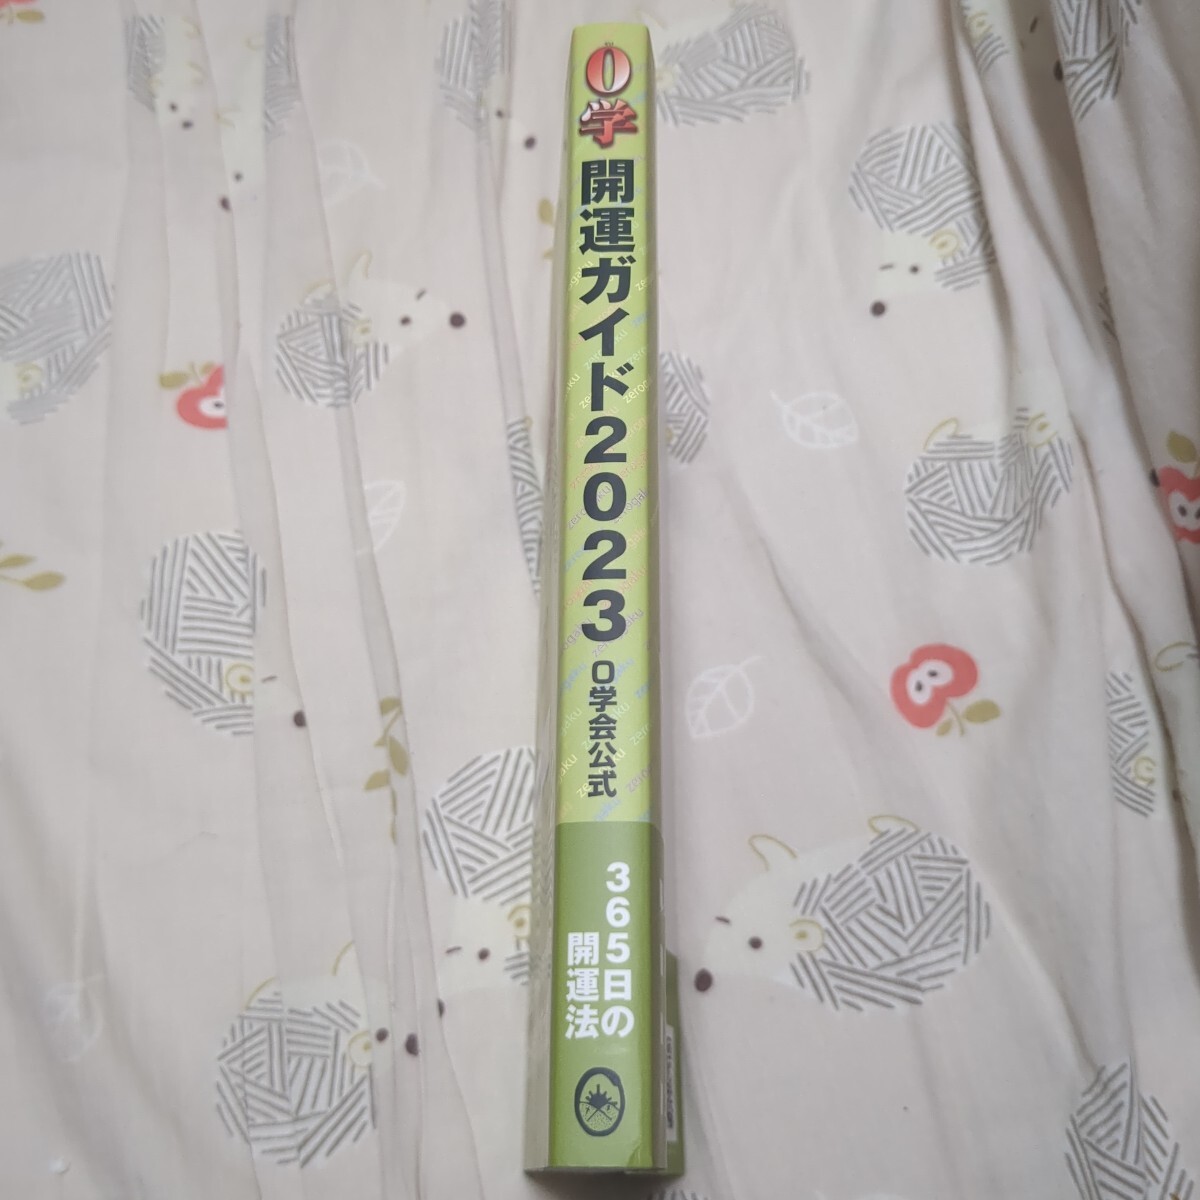 0学
開運ガイド2023
0学会公式
365日の
開運法
zerogaku